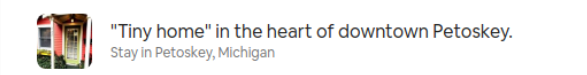 "Tiny home" in the heart of downtown Petoskey.
Stay in Petoskey, Michigan